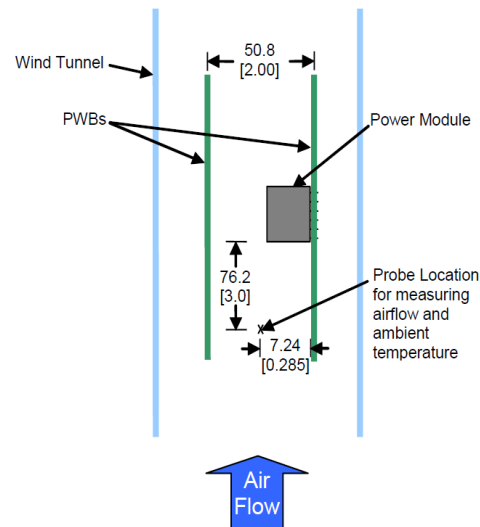 50.8
[2.00]
Wind Tunnel
PWBs
Power Module
76.2
[3.0]
Probe Location
for measuring
airflow and
ambient
temperature
x
7.24
[0.285]
Air
Flow